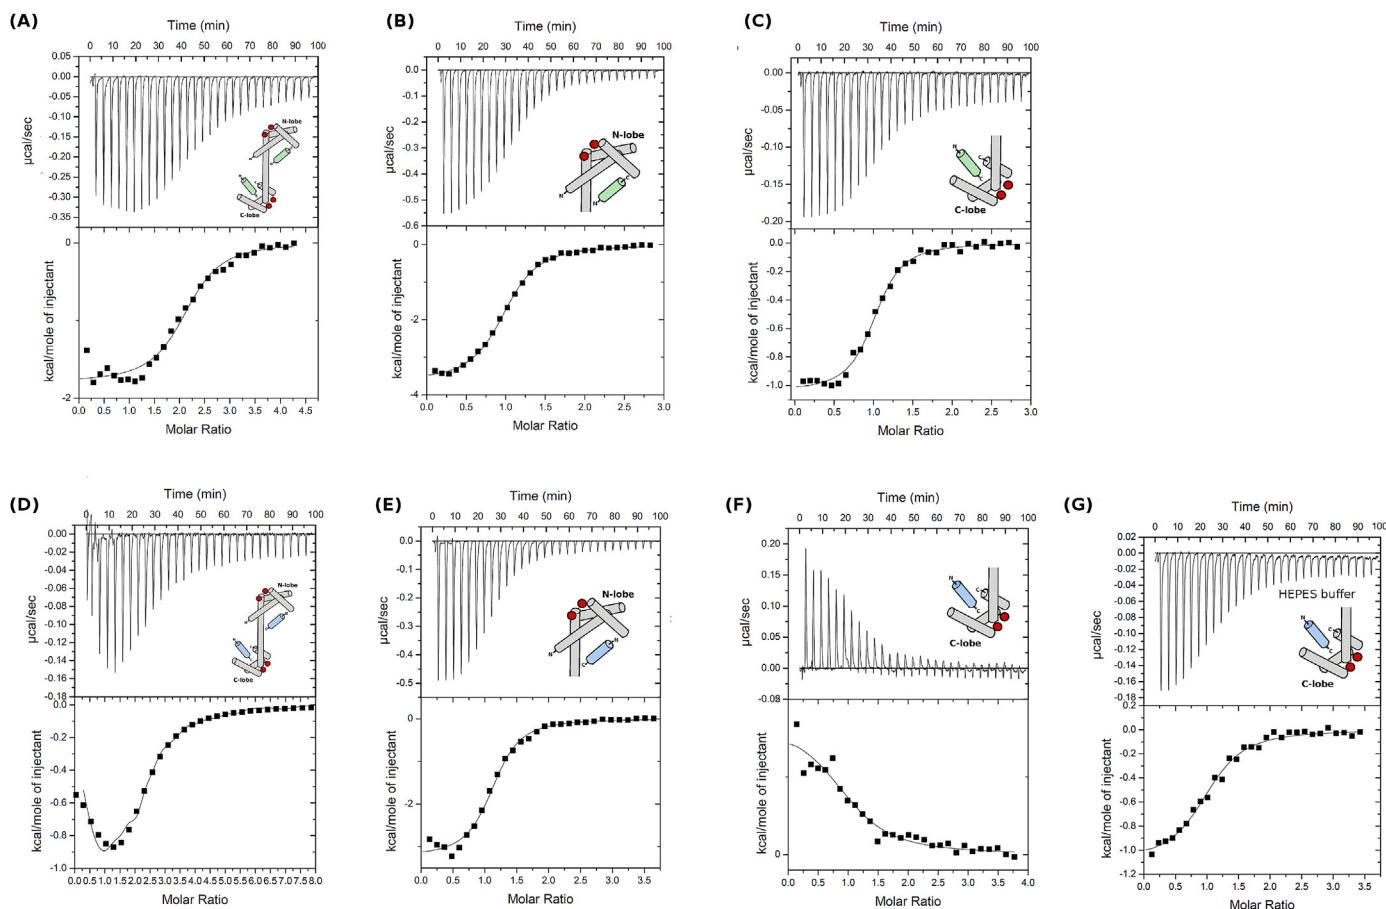 (A)
Time (min)
0 10 20 30 40 50 60 70 80 90 100
0.05
0.00
-0.05
-0.10
-0.15
-0.20
-0.25
-0.30
-0.35
µcal/sec
N-lobe
N
N
C-lobe
0
-2
kcal/mole of injectant
0.0 0.5 1.0 1.5 2.0 2.5 3.0 3.5 4.0 4.5
Molar Ratio
(B)
Time (min)
0 10 20 30 40 50 60 70 80 90 100
0.0
-0.1
-0.2
-0.3
-0.4
-0.5
-0.6
µcal/sec
N-lobe
N
C
N
0
-2
-4
kcal/mole of injectant
0.0 0.5 1.0 1.5 2.0 2.5 3.0
Molar Ratio
(C)
Time (min)
0 10 20 30 40 50 60 70 80 90 100
0.00
-0.05
-0.10
-0.15
-0.20
µcal/sec
N
C
C
C-lobe
0.0
-0.2
-0.4
-0.6
-0.8
-1.0
kcal/mole of injectant
0.0 0.5 1.0 1.5 2.0 2.5 3.0
Molar Ratio
(D)
Time (min)
0 10 20 30 40 50 60 70 80 90 100
0.00
-0.02
-0.04
-0.06
-0.08
-0.10
-0.12
-0.14
-0.16
-0.18
µcal/sec
N-lobe
N
N
C-lobe
0.0
-0.2
-0.4
-0.6
-0.8
-1.0
kcal/mole of injectant
0.0 0.5 1.0 1.5 2.0 2.5 3.0 3.5 4.0 4.5 5.0 5.5 6.0 6.5 7.0 7.5 8.0
Molar Ratio
(E)
Time (min)
0 10 20 30 40 50 60 70 80 90 100
0.0
-0.1
-0.2
-0.3
-0.4
-0.5
µcal/sec
N-lobe
N
N
C
0
-2
kcal/mole of injectant
0.0 0.5 1.0 1.5 2.0 2.5 3.0 3.5
Molar Ratio
(F)
Time (min)
0 10 20 30 40 50 60 70 80 90 100
0.20
0.15
0.10
0.05
0.00
µcal/sec
N
C
C
C-lobe
0
kcal/mole of injectant
0.0 0.5 1.0 1.5 2.0 2.5 3.0 3.5 4.0
Molar Ratio
(G)
Time (min)
0 10 20 30 40 50 60 70 80 90 100
0.02
0.00
-0.02
-0.04
-0.06
-0.08
-0.10
-0.12
-0.14
-0.16
-0.18
µcal/sec
HEPES buffer
N
C
C
C-lobe
0.2
0.0
-0.2
-0.4
-0.6
-0.8
-1.0
-1.2
kcal/mole of injectant
0.0 0.5 1.0 1.5 2.0 2.5 3.0 3.5
Molar Ratio